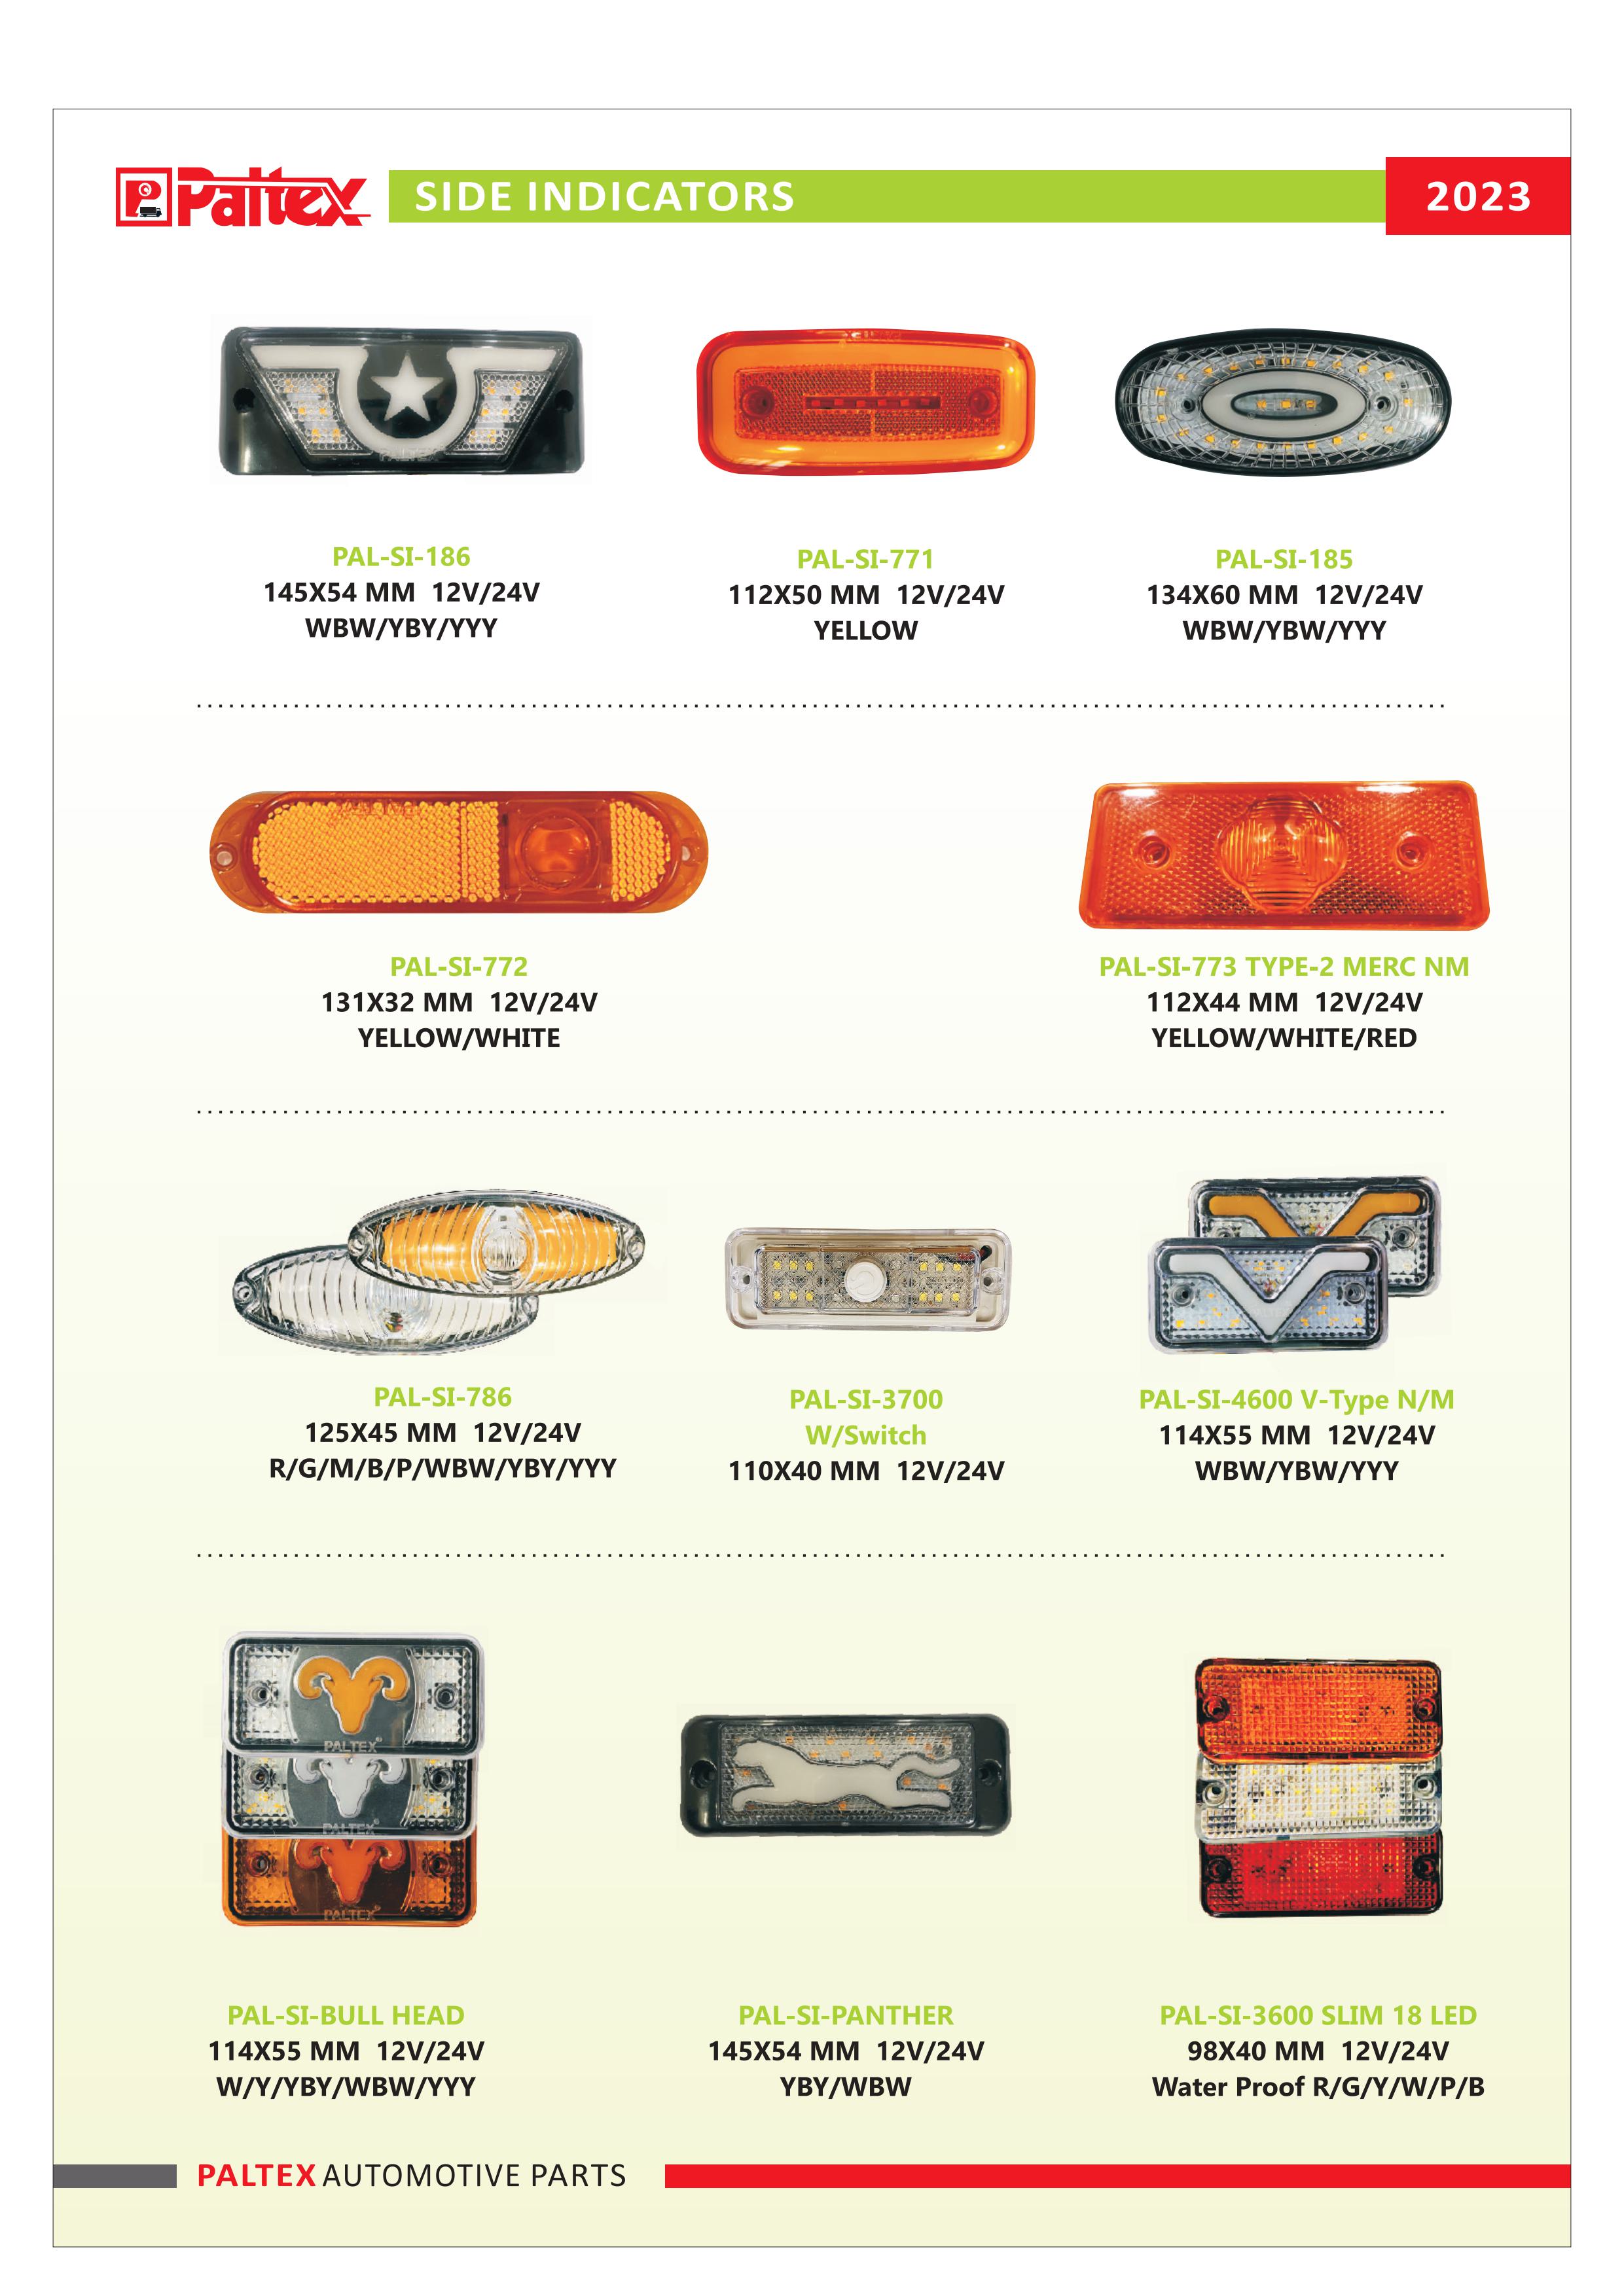 Paltex
SIDE INDICATORS
2023
PAL-SI-186
145X54 MM 12V/24V
WBW/YBY/YYY
PAL-SI-771
112X50 MM 12V/24V
YELLOW
PAL-SI-185
134X60 MM 12V/24V
WBW/YBW/YYY
PAL-SI-772
131X32 MM 12V/24V
YELLOW/WHITE
PAL-SI-773 TYPE-2 MERC NM
112X44 MM 12V/24V
YELLOW/WHITE/RED
PAL-SI-786
125X45 MM 12V/24V
R/G/M/B/P/WBW/YBY/YYY
PAL-SI-3700
W/Switch
110X40 MM 12V/24V
PAL-SI-4600 V-Type N/M
114X55 MM 12V/24V
WBW/YBW/YYY
PALTEX
PALTEX
PALTEX
PAL-SI-BULL HEAD
114X55 MM 12V/24V
W/Y/YBY/WBW/YYY
PAL-SI-PANTHER
145X54 MM 12V/24V
YBY/WBW
PAL-SI-3600 SLIM 18 LED
98X40 MM 12V/24V
Water Proof R/G/Y/W/P/B
PALTEX AUTOMOTIVE PARTS